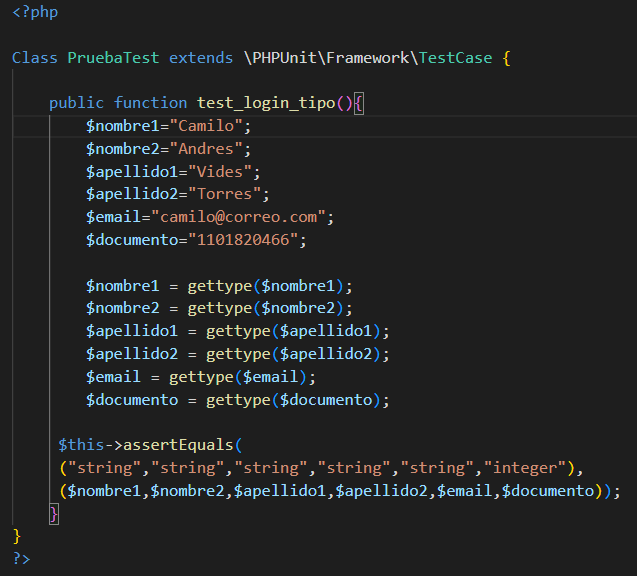 <?php
Class PruebaTest extends \PHPUnit\Framework\TestCase {
public function test_login_tipo(){
$nombre1="Camilo";
$nombre2="Andres";
$apellido1="Vides";
$apellido2="Torres";
$email="camilo@correo.com";
$documento="1101820466";
$nombre1 = gettype($nombre1);
$nombre2 = gettype($nombre2);
$apellido1 = gettype($apellido1);
$apellido2 = gettype($apellido2);
$email = gettype($email);
$documento = gettype($documento);
$this->assertEquals(
("string","string","string","string","string","integer"),
($nombre1,$nombre2,$apellido1,$apellido2,$email,$documento));
}
}
?>